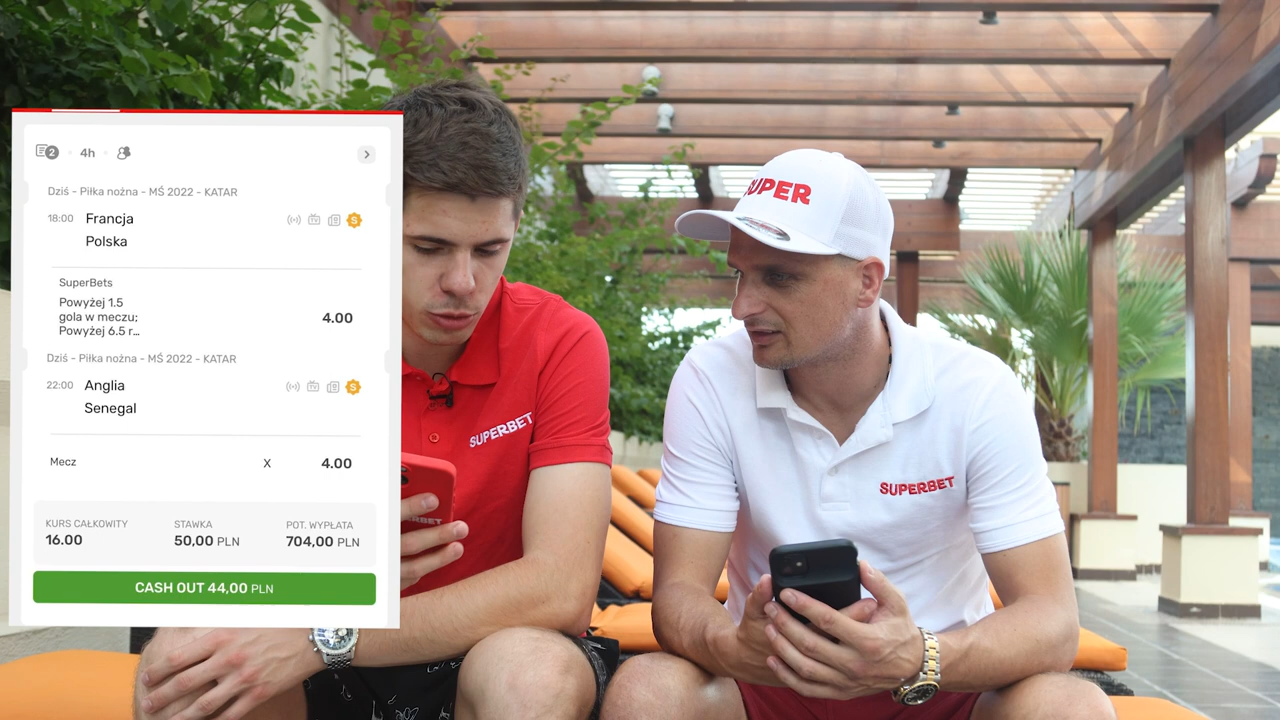 2 4h
Dziś - Piłka nożna - MŚ 2022 - KATAR
18:00 Francja
Polska
SuperBets
Powyżej 1.5
gola w meczu;
Powyżej 6.5 r…
4.00
Dziś - Piłka nożna - MŚ 2022 - KATAR
22:00 Anglia
Senegal
Mecz X 4.00
KURS CAŁKOWITY STAWKA POT. WYPŁATA
16.00 50,00 PLN 704,00 PLN
CASH OUT 44,00 PLN
SUPERBET
SUPER
SUPERBET